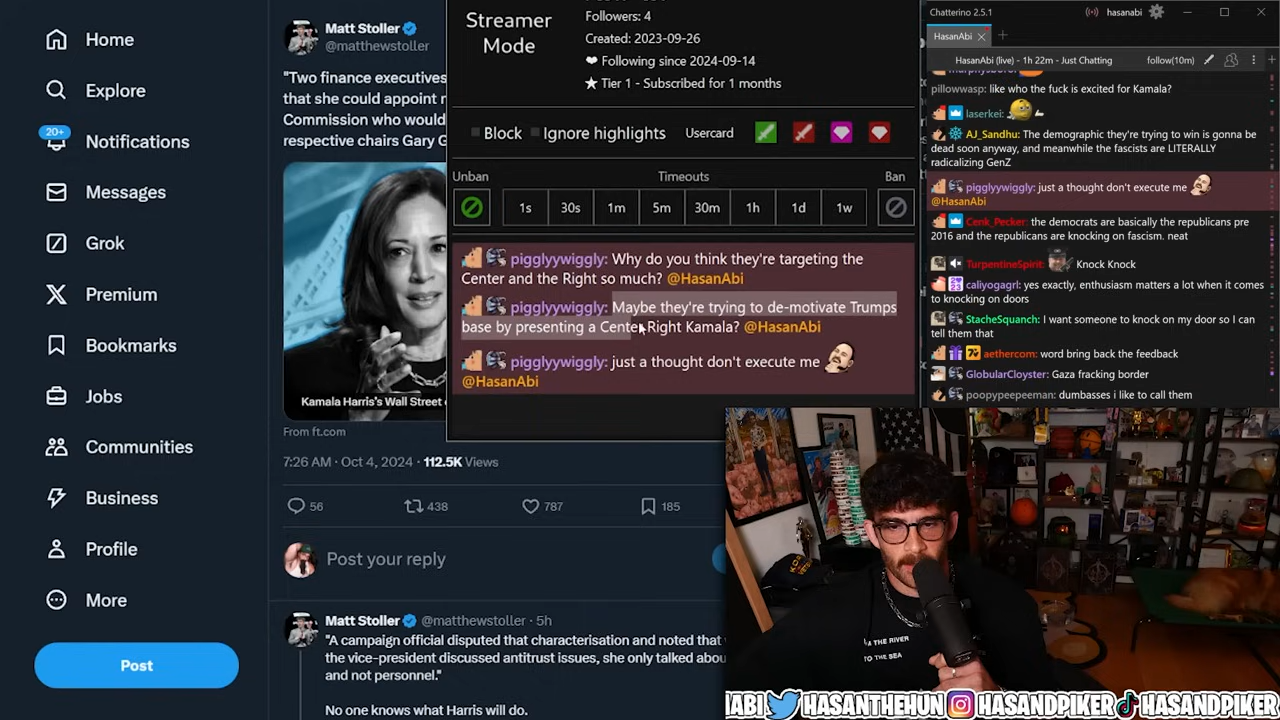 Home
Explore
20+
Notifications
Messages
Grok
Premium
Bookmarks
Jobs
Communities
Business
Profile
More
Post
Matt Stoller
@matthewstoller
"Two finance executives
that she could appoint
Commission who would
respective chairs Gary G
Kamala Harris's Wall Street
From ft.com
7:26 AM · Oct 4, 2024 · 112.5K Views
56
438
787
185
Post your reply
Matt Stoller @matthewstoller · 5h
"A campaign official disputed that characterisation and noted that
the vice-president discussed antitrust issues, she only talked abou
and not personnel."
No one knows what Harris will do.
Streamer
Mode
Followers: 4
Created: 2023-09-26
Following since 2024-09-14
Tier 1 - Subscribed for 1 months
Block
Ignore highlights
Usercard
Unban
Timeouts
Ban
1s
30s
1m
5m
30m
1h
1d
1w
pigglyywiggly: Why do you think they're targeting the
Center and the Right so much? @HasanAbi
pigglyywiggly: Maybe they're trying to de-motivate Trumps
base by presenting a Center Right Kamala? @HasanAbi
pigglyywiggly: just a thought don't execute me
@HasanAbi
Chatterino 2.5.1
hasanabi
HasanAbi
HasanAbi (live) - 1h 22m - Just Chatting
follow(10m)
pillowwasp: like who the fuck is excited for Kamala?
laserkei:
AJ_Sandhu: The demographic they're trying to win is gonna be
dead soon anyway, and meanwhile the fascists are LITERALLY
radicalizing GenZ
pigglyywiggly: just a thought don't execute me
@HasanAbi
Cenk_Pecker: the democrats are basically the republicans pre
2016 and the republicans are knocking on fascism. neat
TurpentineSpirit: Knock Knock
caliyogagrl: yes exactly, enthusiasm matters a lot when it comes
to knocking on doors
StacheSquanch: I want someone to knock on my door so I can
tell them that
aethercom: word bring back the feedback
GlobularCloyster: Gaza fracking border
poopypeepeeman: dumbasses i like to call them
M THE RIVER
TO THE SEA
IABI HASANTHEHUN HASANDPIKER HASANDPIKER